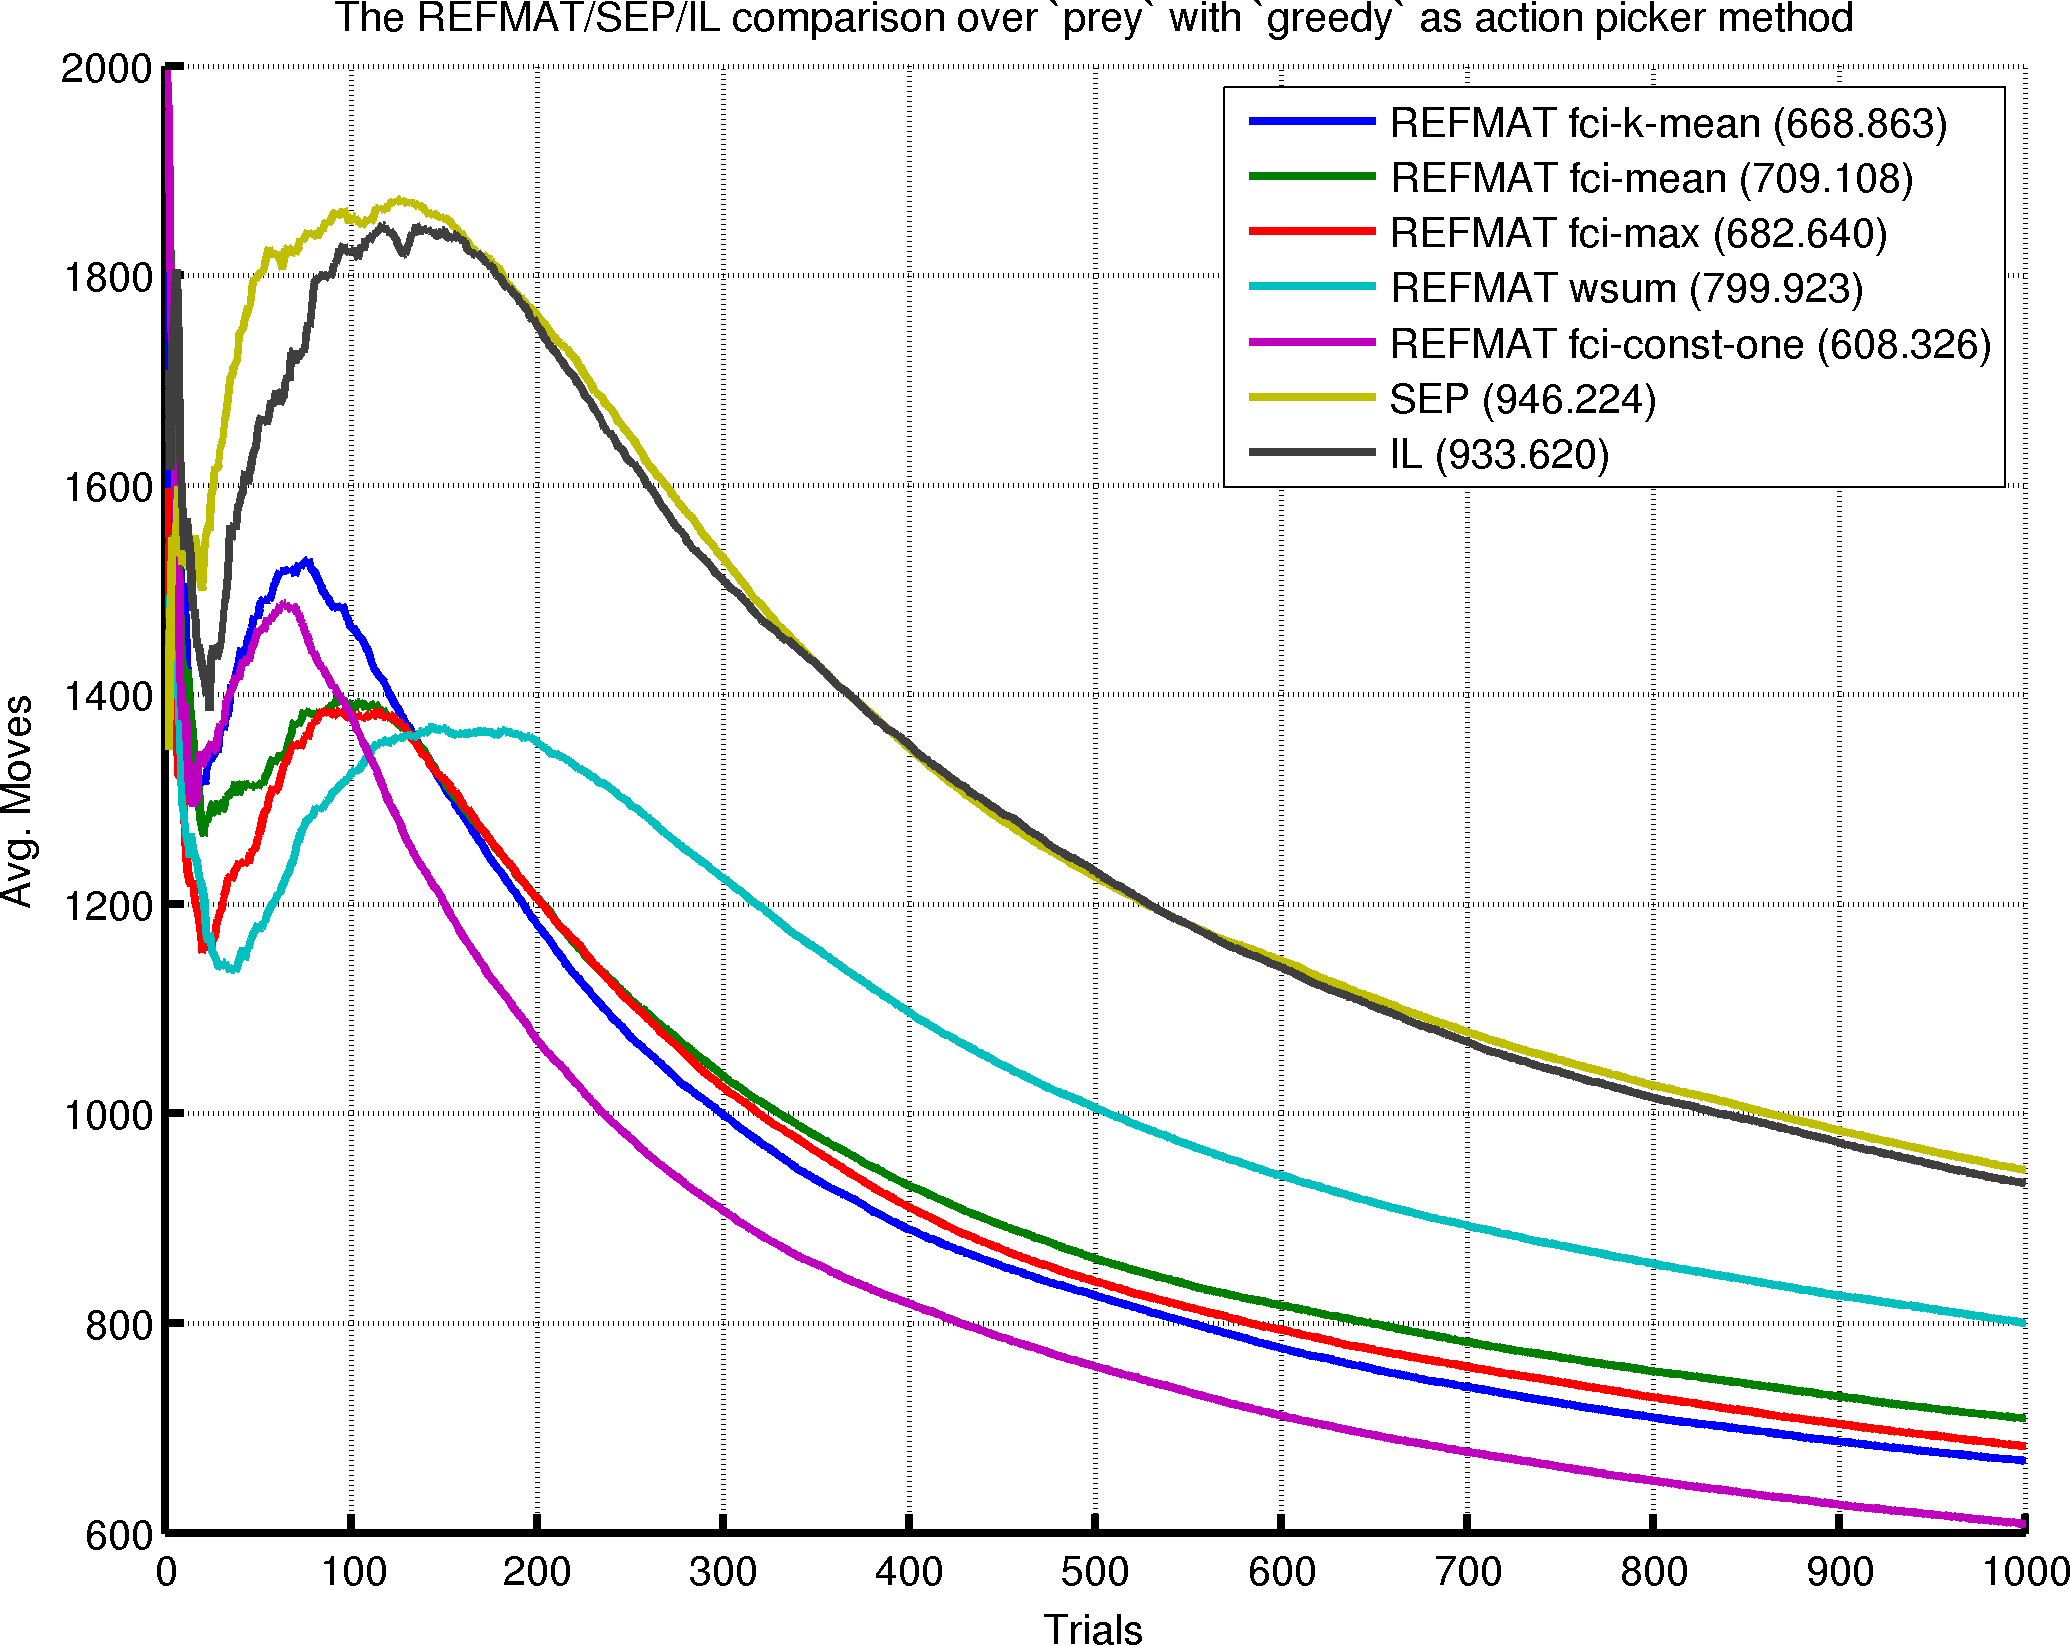 The REFMAT/SEP/IL comparison over `prey` with `greedy` as action picker method
2000
1800
1600
1400
1200
1000
800
600
Avg. Moves
REFMAT fci-k-mean (668.863)
REFMAT fci-mean (709.108)
REFMAT fci-max (682.640)
REFMAT wsum (799.923)
REFMAT fci-const-one (608.326)
SEP (946.224)
IL (933.620)
0 100 200 300 400 500 600 700 800 900 1000
Trials